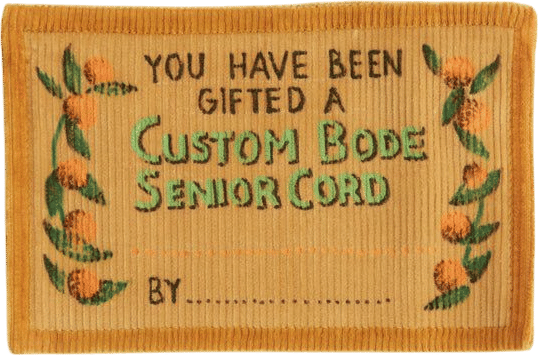 YOU HAVE BEEN
GIFTED A
CUSTOM BODE
SENIOR CORD
BY....................